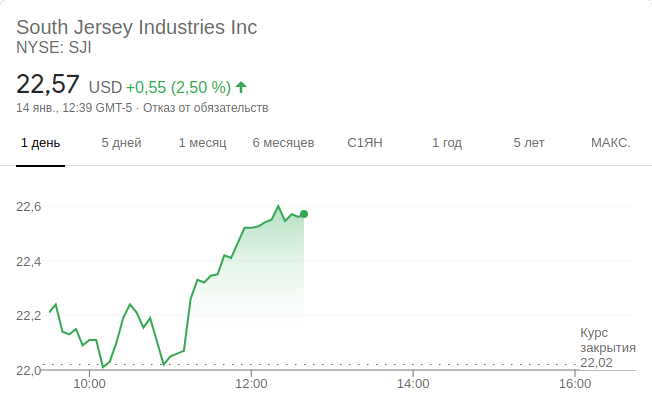 South Jersey Industries Inc
NYSE: SJI
22,57 USD +0,55 (2,50 %)
14 янв., 12:39 GMT-5 · Отказ от обязательств
1 день 5 дней 1 месяц 6 месяцев С1ЯН 1 год 5 лет МАКС.
22,6
22,4
22,2
22,0
Курс
закрытия
22,02
10:00 12:00 14:00 16:00